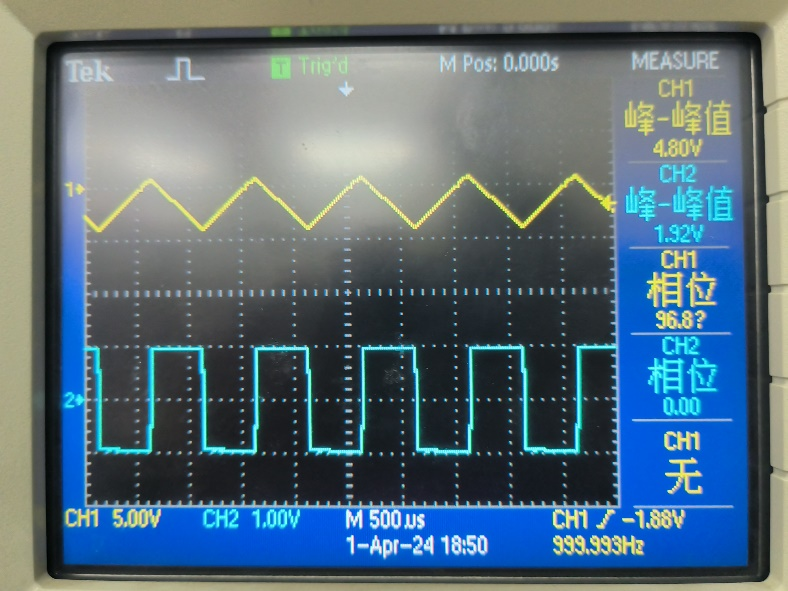 Tek
T Trig'd
M Pos: 0.000s
MEASURE
CH1
峰-峰值
4.80V
CH2
峰-峰值
1.92V
CH1
相位
96.8?
CH2
相位
0.00
CH1
无
1
2
CH1 5.00V
CH2 1.00V
M 500us
CH1 -1.88V
1-Apr-24 18:50
999.993Hz